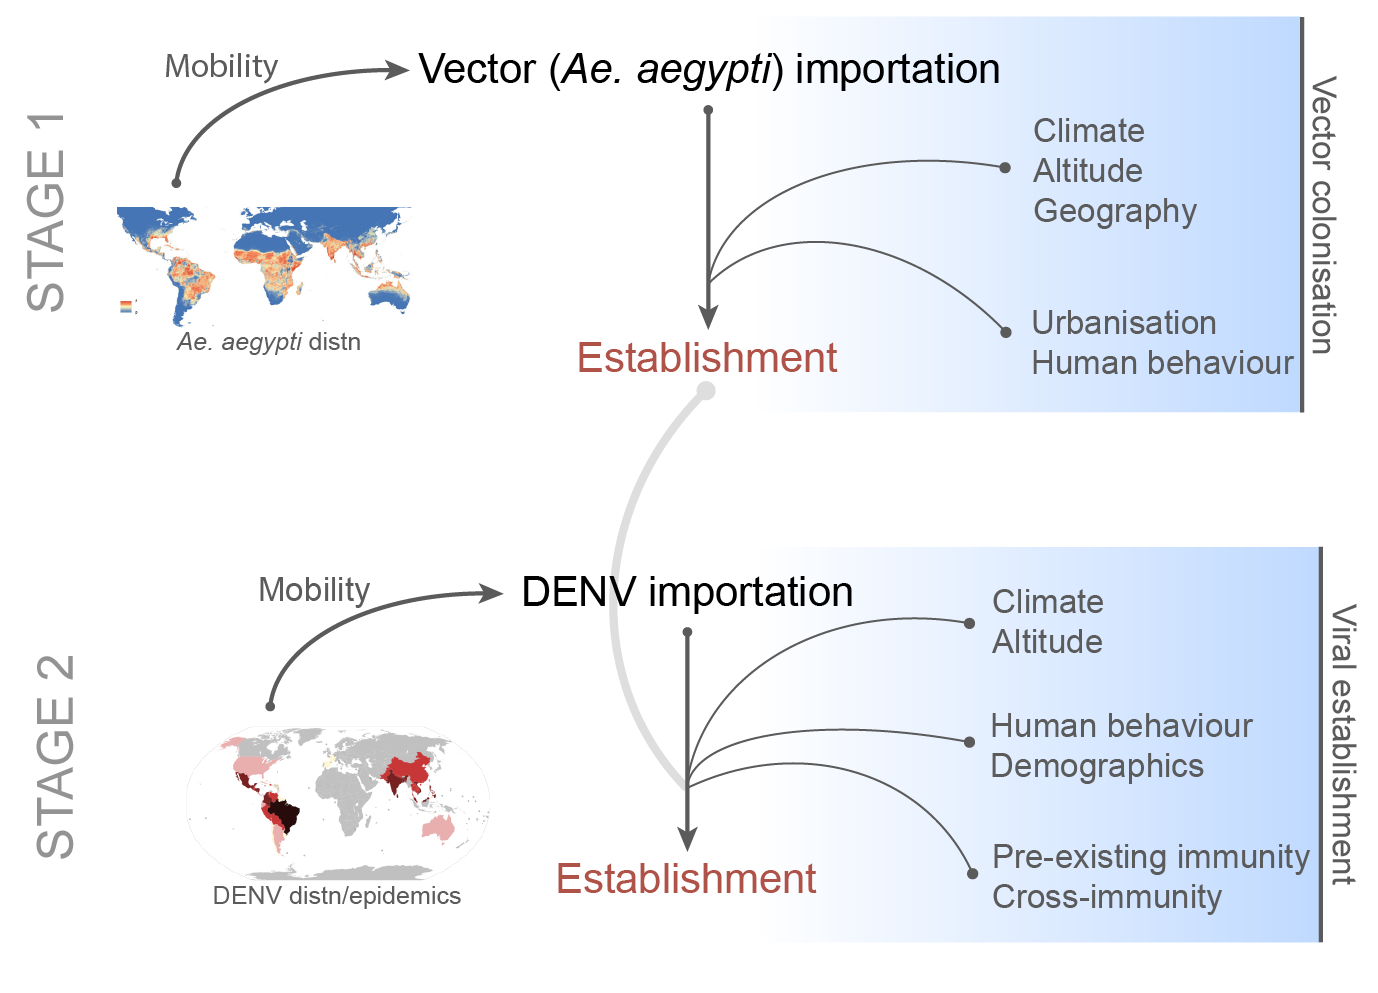 STAGE 1
Mobility
Vector (Ae. aegypti) importation
Climate
Altitude
Geography
Urbanisation
Human behaviour
Vector colonisation
Ae. aegypti distn
Establishment
STAGE 2
Mobility
DENV importation
Climate
Altitude
Human behaviour
Demographics
Pre-existing immunity
Cross-immunity
Viral establishment
DENV distn/epidemics
Establishment